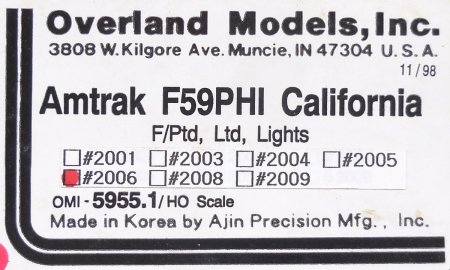 Overland Models, Inc.
3808 W. Kilgore Ave. Muncie, IN 47304 U. S. A.
11/98
Amtrak F59PHI California
F/Ptd, Ltd, Lights
#2001 #2003 #2004 #2005
#2006 #2008 #2009
OMI - 5955.1/ HO Scale
Made in Korea by Ajin Precision Mfg. , Inc.